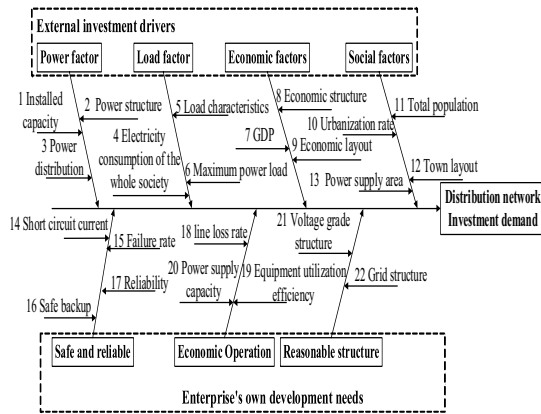 External investment drivers
Power factor
Load factor
Economic factors
Social factors
1 Installed
capacity
2 Power structure
3 Power
distribution
4 Electricity
consumption of the
whole society
5 Load characteristics
6 Maximum power load
7 GDP
8 Economic structure
9 Economic layout
10 Urbanization rate
11 Total population
12 Town layout
13 Power supply area
Distribution network
Investment demand
14 Short circuit current
15 Failure rate
16 Safe backup
17 Reliability
18 line loss rate
19 Equipment utilization
efficiency
20 Power supply
capacity
21 Voltage grade
structure
22 Grid structure
Safe and reliable
Economic Operation
Reasonable structure
Enterprise's own development needs